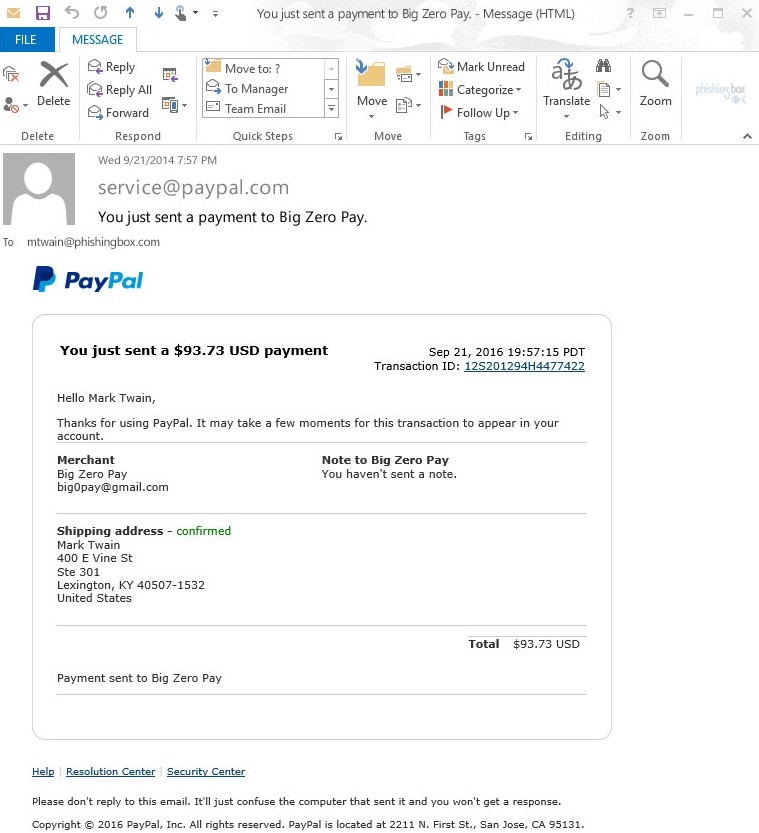 You just sent a payment to Big Zero Pay. - Message (HTML)
FILE MESSAGE
Delete
Reply
Reply All
Forward
Move to: ?
To Manager
Team Email
Move
Mark Unread
Categorize
Follow Up
Translate
Zoom
phishingbox
Delete Respond Quick Steps Move Tags Editing Zoom
Wed 9/21/2014 7:57 PM
service@paypal.com
You just sent a payment to Big Zero Pay.
To mtwain@phishingbox.com
PayPal
You just sent a $93.73 USD payment
Sep 21, 2016 19:57:15 PDT
Transaction ID: 12S201294H4477422
Hello Mark Twain,
Thanks for using PayPal. It may take a few moments for this transaction to appear in your
account.
Merchant
Big Zero Pay
big0pay@gmail.com
Note to Big Zero Pay
You haven't sent a note.
Shipping address - confirmed
Mark Twain
400 E Vine St
Ste 301
Lexington, KY 40507-1532
United States
Total $93.73 USD
Payment sent to Big Zero Pay
Help | Resolution Center | Security Center
Please don't reply to this email. It'll just confuse the computer that sent it and you won't get a response.
Copyright © 2016 PayPal, Inc. All rights reserved. PayPal is located at 2211 N. First St., San Jose, CA 95131.